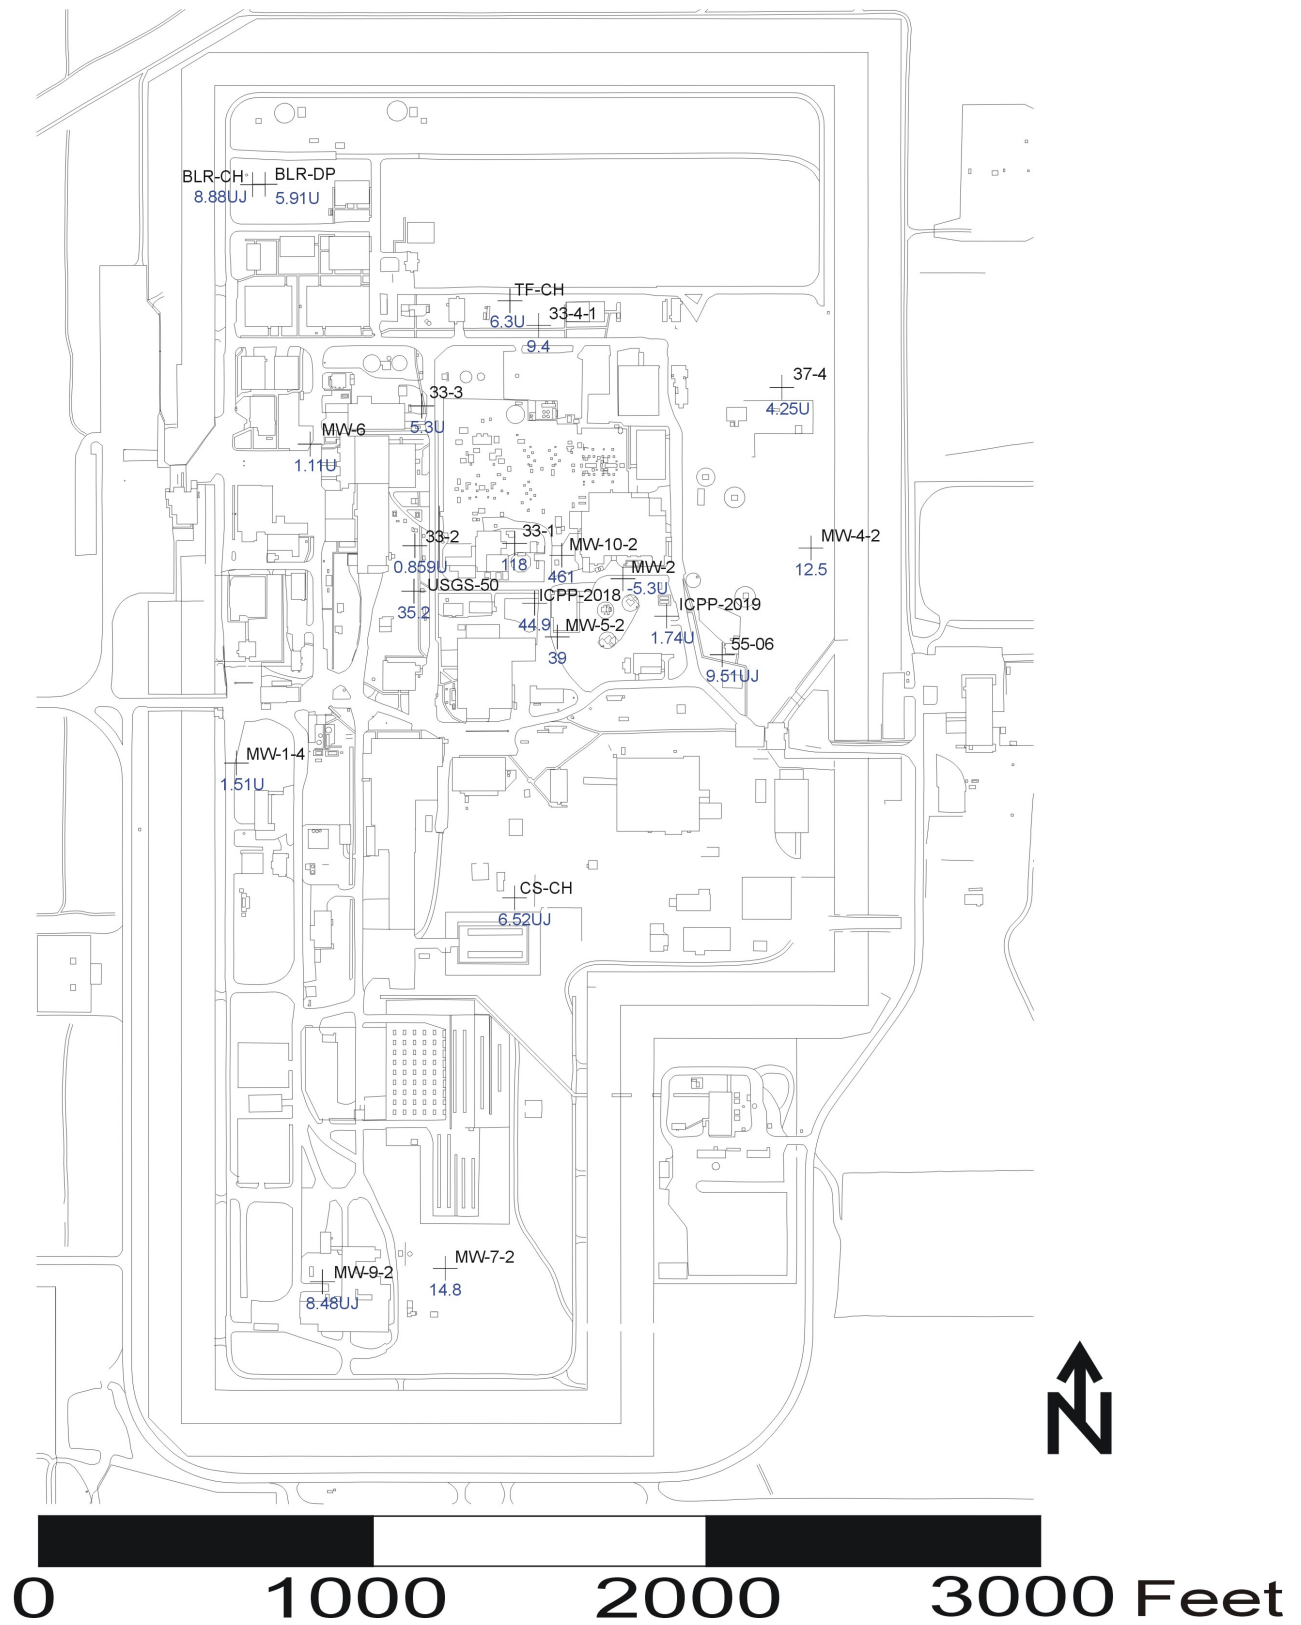 BLR-CH BLR-DP
8.88UJ 5.91U
TF-CH
6.3U
33-4-1
9.4
37-4
4.25U
33-3
5.3U
MW-6
1.11U
33-2
0.859U
33-1
118
MW-10-2
461
MW-4-2
12.5
MW-2
-5.3U
USGS-50
35.2
ICPP-2018
44.9
ICPP-2019
1.74U
MW-5-2
39
55-06
9.51UJ
MW-1-4
1.51U
CS-CH
6.52UJ
MW-7-2
14.8
MW-9-2
8.48UJ
N
0 1000 2000 3000 Feet